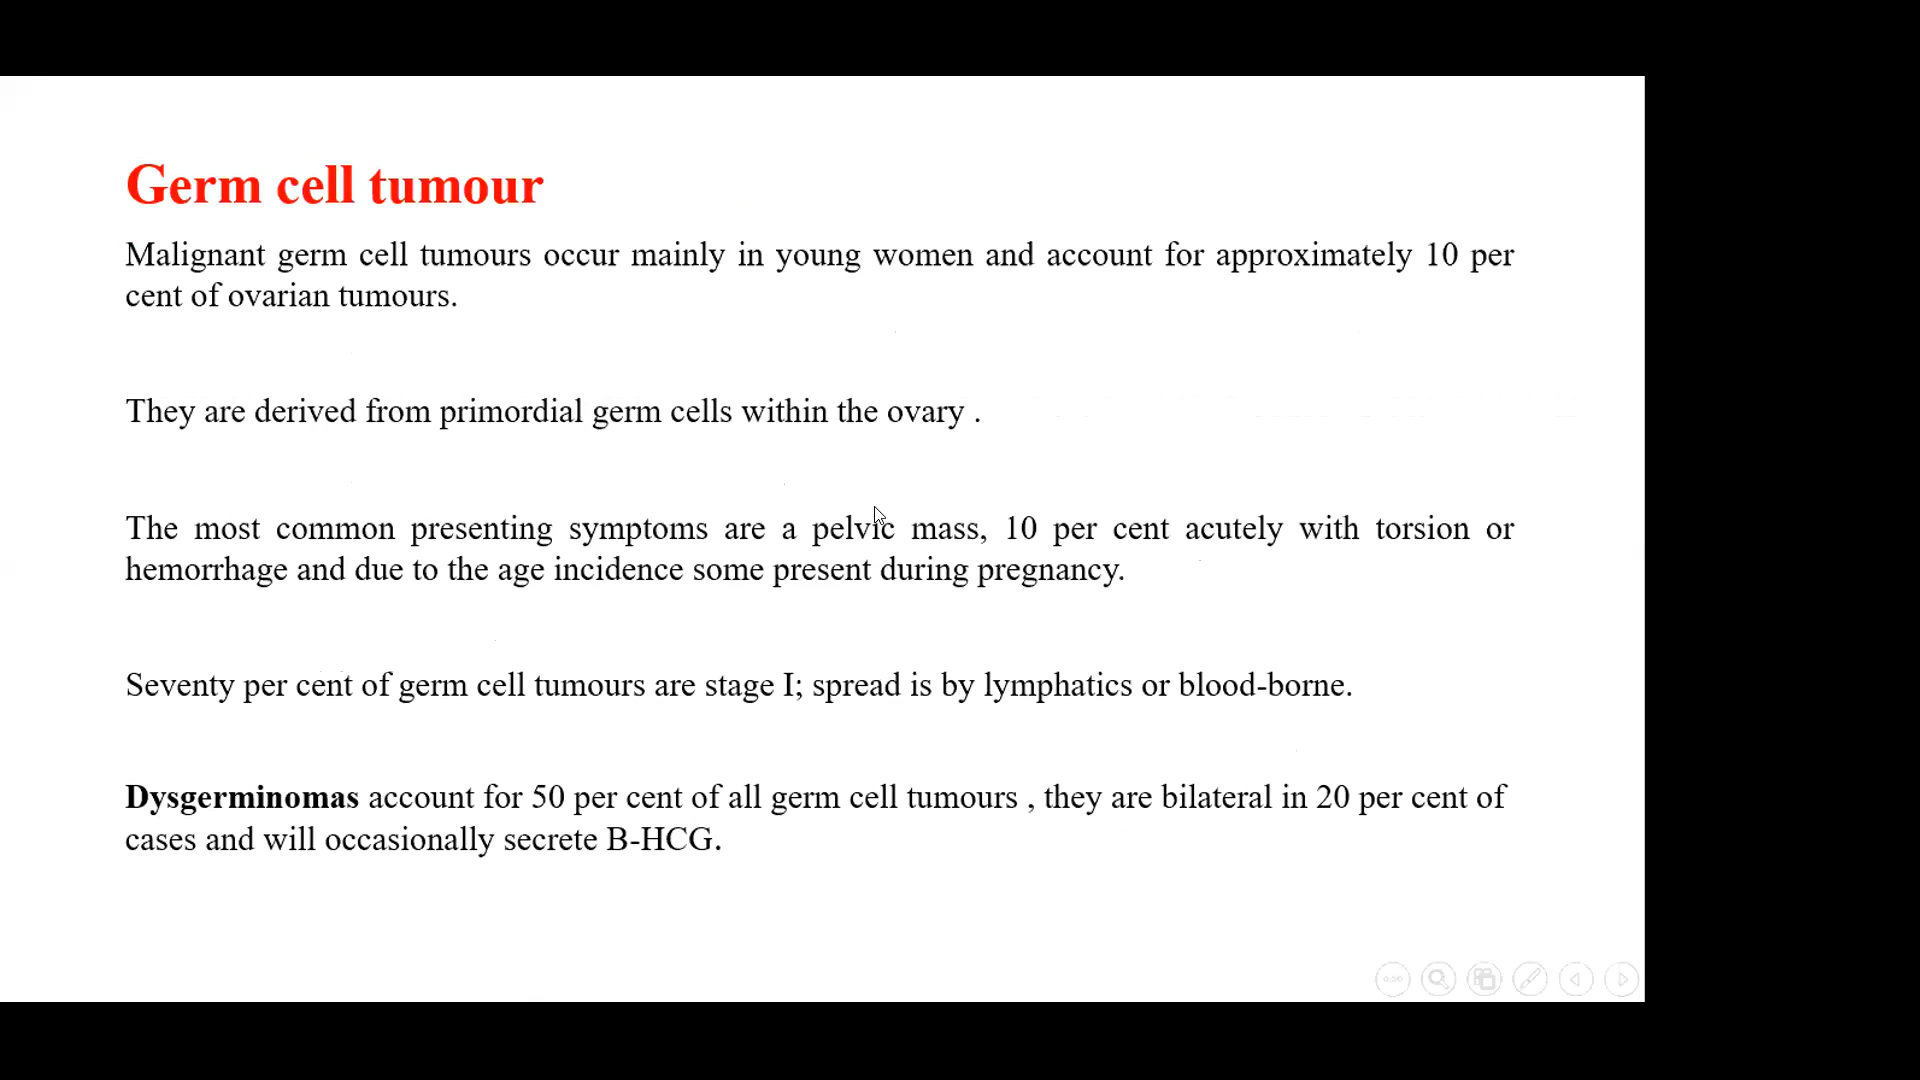 Germ cell tumour
Malignant germ cell tumours occur mainly in young women and account for approximately 10 per
cent of ovarian tumours.
They are derived from primordial germ cells within the ovary .
The most common presenting symptoms are a pelvic mass, 10 per cent acutely with torsion or
hemorrhage and due to the age incidence some present during pregnancy.
Seventy per cent of germ cell tumours are stage I; spread is by lymphatics or blood-borne.
Dysgerminomas account for 50 per cent of all germ cell tumours , they are bilateral in 20 per cent of
cases and will occasionally secrete B-HCG.